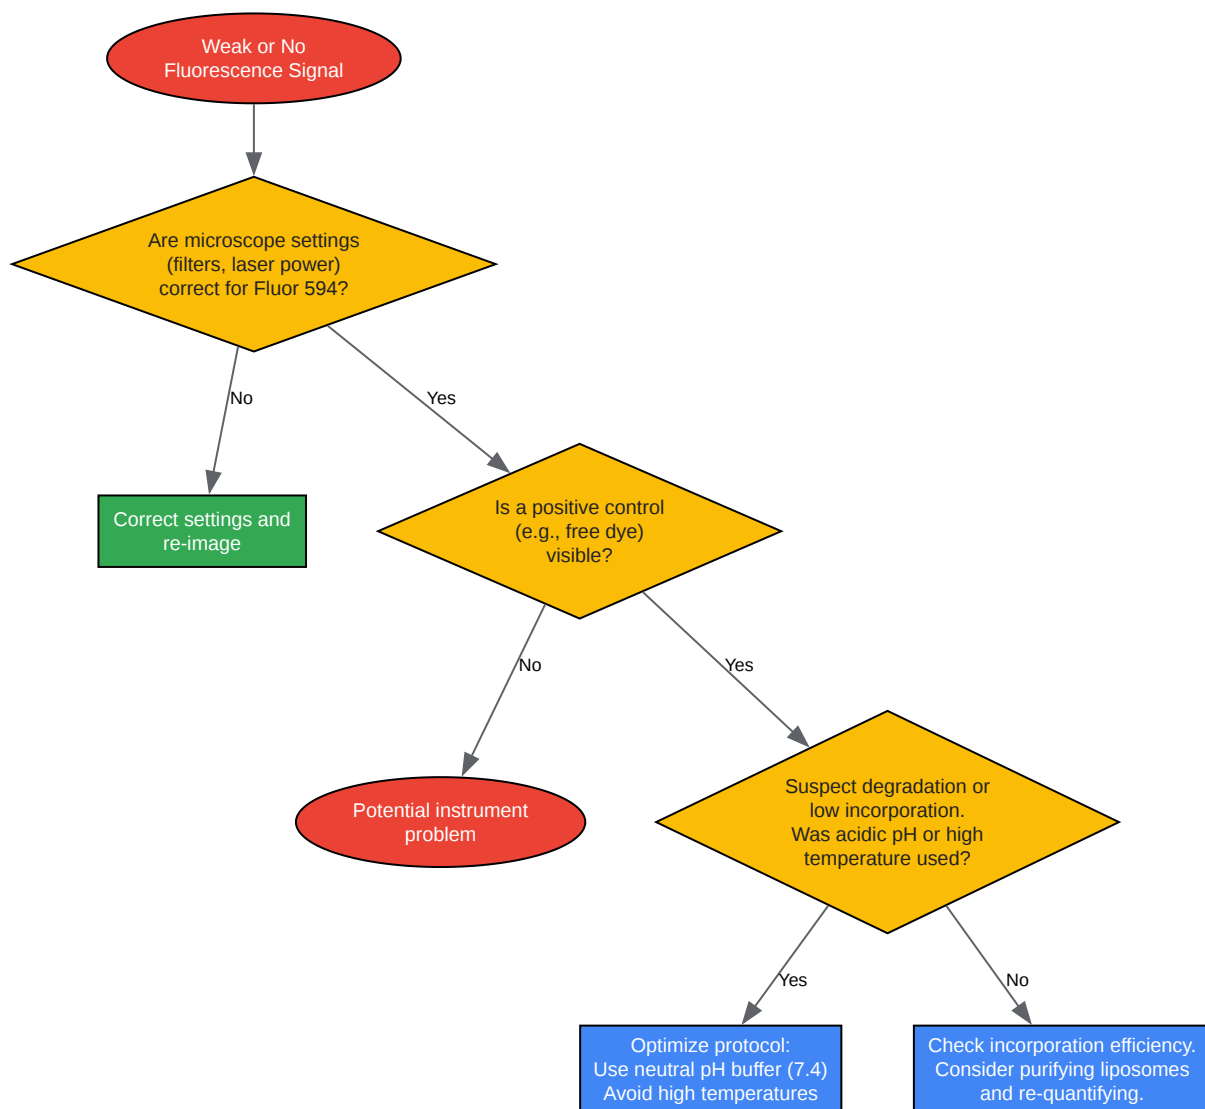 Weak or No
Fluorescence Signal
Are microscope settings
(filters, laser power)
correct for Fluor 594?
No
Yes
Correct settings and
re-image
Is a positive control
(e.g., free dye)
visible?
No
Yes
Potential instrument
problem
Suspect degradation or
low incorporation.
Was acidic pH or high
temperature used?
Yes
No
Optimize protocol:
Use neutral pH buffer (7.4)
Avoid high temperatures
Check incorporation efficiency.
Consider purifying liposomes
and re-quantifying.